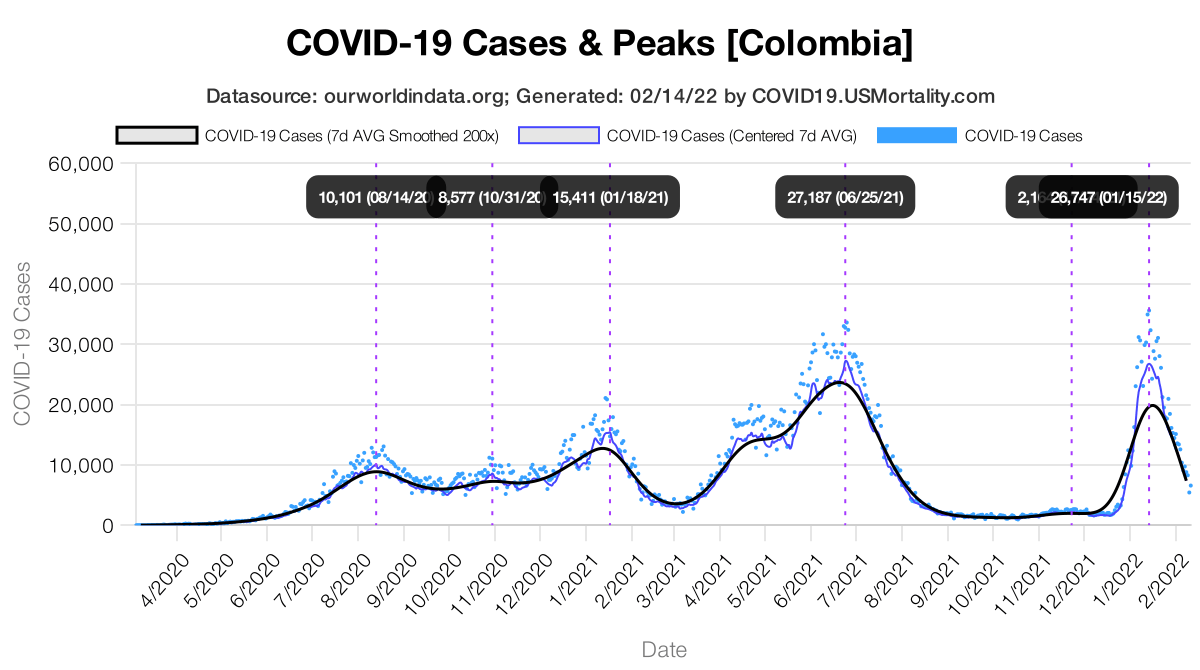 COVID-19 Cases & Peaks [Colombia]
Datasource: ourworldindata.org; Generated: 02/14/22 by COVID19.USMortality.com
COVID-19 Cases (7d AVG Smoothed 200x) COVID-19 Cases (Centered 7d AVG) COVID-19 Cases
60,000
10,101 (08/14/20) 8,577 (10/31/20 15,411 (01/18/21) 27,187 (06/25/21) 26,747 (01/15/22)
50,000
40,000
30,000
20,000
10,000
0
COVID-19 Cases
4/2020 5/2020 6/2020 7/2020 8/2020 9/2020 10/2020 11/2020 12/2020 1/2021 2/2021 3/2021 4/2021 5/2021 6/2021 7/2021 8/2021 9/2021 10/2021 11/2021 12/2021 1/2022 2/2022
Date